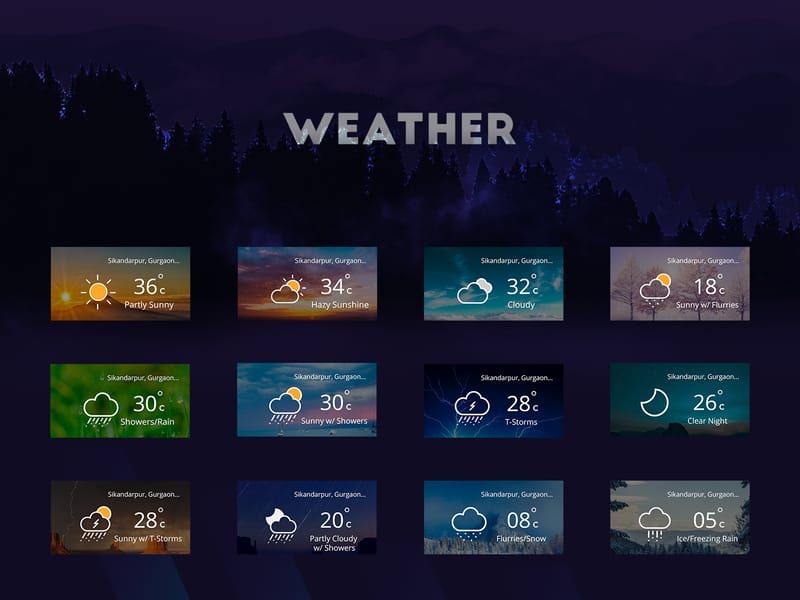 WEATHER
Sikandarpur, Gurgaon...
36°c
Partly Sunny
Sikandarpur, Gurgaon...
34°c
Hazy Sunshine
Sikandarpur, Gurgaon...
32°c
Cloudy
Sikandarpur, Gurgaon...
18°c
Sunny w/ Flurries
Sikandarpur, Gurgaon...
30°c
Showers/Rain
Sikandarpur, Gurgaon...
30°c
Sunny w/ Showers
Sikandarpur, Gurgaon...
28°c
T-Storms
Sikandarpur, Gurgaon...
26°c
Clear Night
Sikandarpur, Gurgaon...
28°c
Sunny w/ T-Storms
Sikandarpur, Gurgaon...
20°c
Partly Cloudy
w/ Showers
Sikandarpur, Gurgaon...
08°c
Flurries/Snow
Sikandarpur, Gurgaon...
05°c
Ice/Freezing Rain